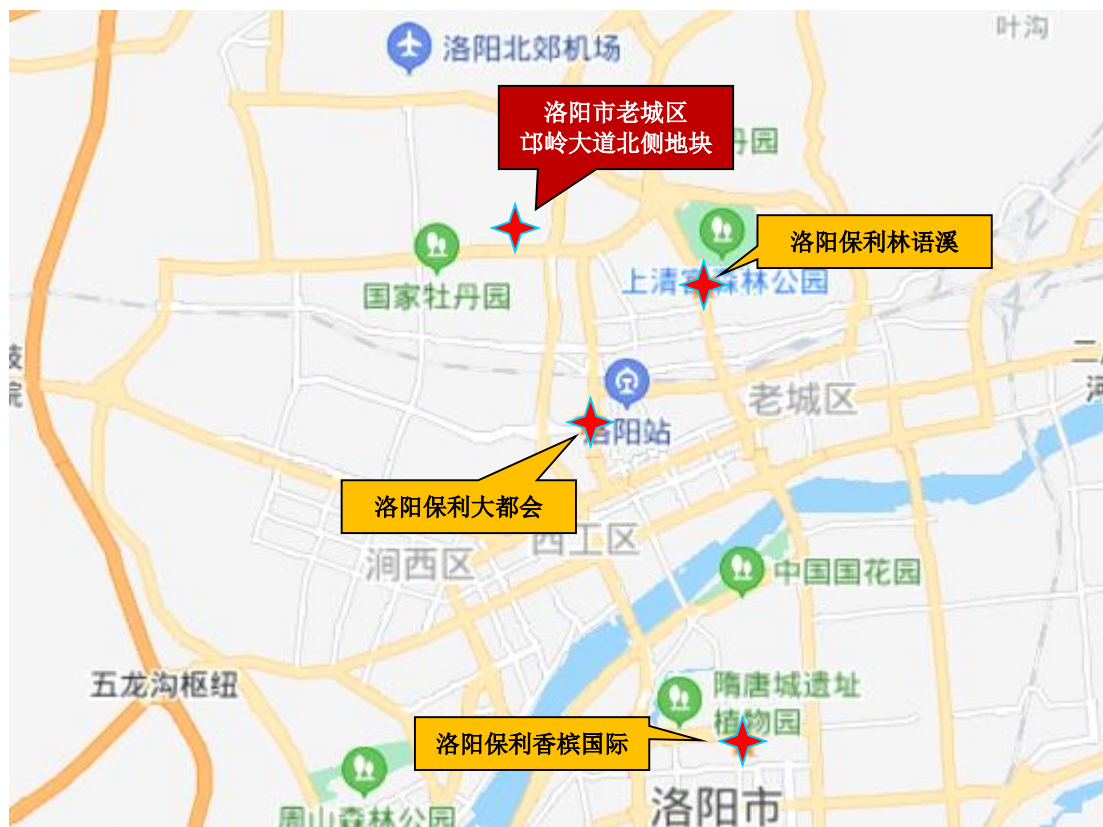 叶沟
洛阳北郊机场
洛阳市老城区
邙岭大道北侧地块
丹园
洛阳保利林语溪
上清宫森林公园
国家牡丹园
老城区
洛阳站
洛阳保利大都会
西工区
涧西区
中国国花园
五龙沟枢纽
隋唐城遗址
植物园
洛阳保利香槟国际
洛阳市
周山森林公园